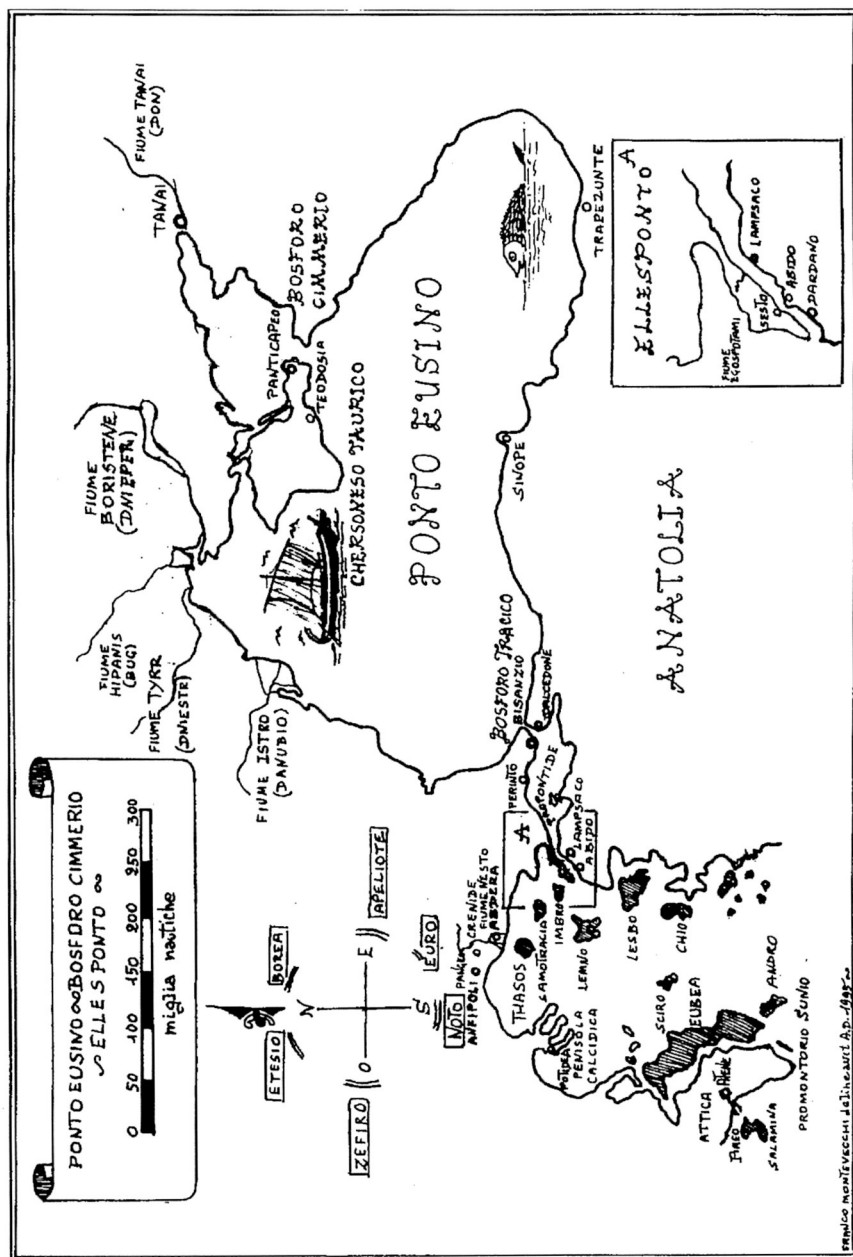 PONTO EUSINO ∞ BOSFORO CIMMERIO
∽ ELLESPONTO ∞
0 50 100 150 200 250 300
miglia nautiche
ETESIO
BOREA
N
ZEFIRO
O
E
APELIOTE
S
NOTO
EURO
FIUME TYRR
(DNIESTR)
FIUME
HIPANIS
(BUG)
FIUME
BORISTENE
(DNIEPER)
FIUME TANAI
(DON)
TANAI
FIUME ISTRO
(DANUBIO)
BOSFORO
CIMMERIO
PANTICAPEO
TEODOSIA
CHERSONESO TAURICO
PONTO EUSINO
TRAPEZUNTE
SINOPE
BOSFORO TRACICO
BISANZIO
CALCEDONE
PERINTO
PROPONTIDE
A
LAMPSACO
ABIDO
ANATOLIA
CRENIDE
FIUME NESTO
ABDERA
ANFIPOLI
THASOS
SAMOTRACIA
IMBRO
LEMNO
POTIDEA
PENISOLA
CALCIDICA
LESBO
CHIO
SCIRO
EUBEA
ANDRO
ATTICA
ATENE
PIREO
SALAMINA
PROMONTORIO SUNIO
ELLESPONTO A
LAMPSACO
FIUME
EGOSPOTAMI
SESTO
ABIDO
DARDANO
FRANCO MONTEVECCHI delineavit A.D. 1995